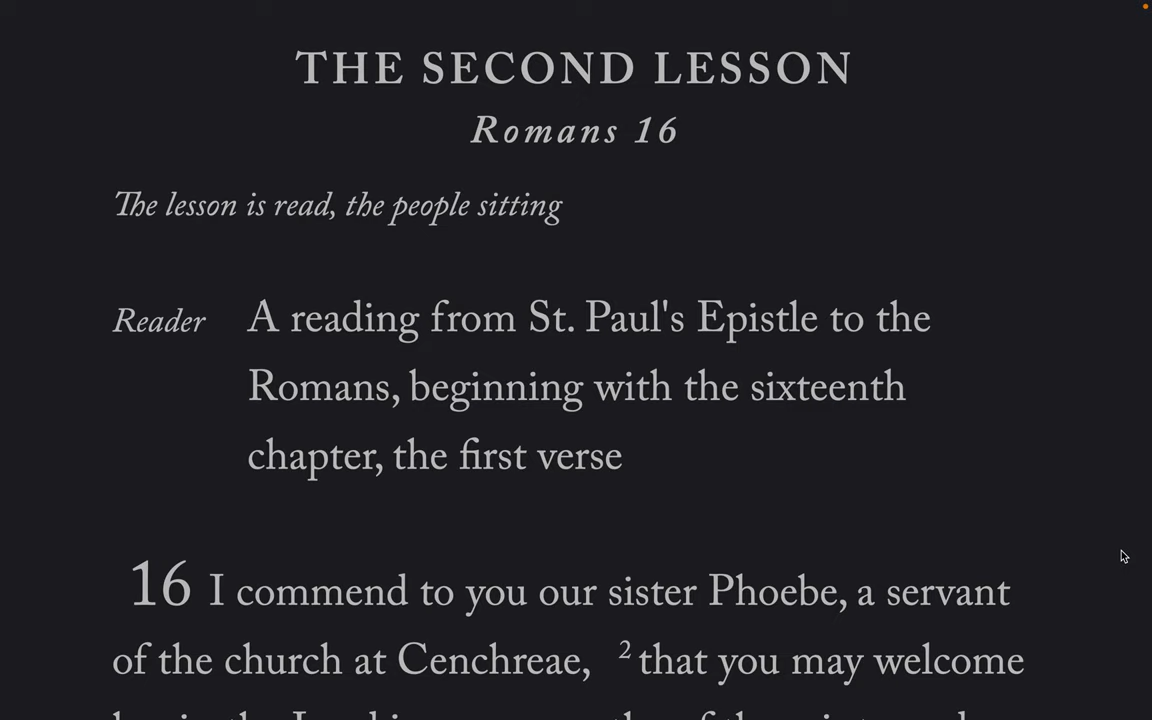 THE SECOND LESSON
Romans 16
The lesson is read, the people sitting
Reader A reading from St. Paul's Epistle to the
Romans, beginning with the sixteenth
chapter, the first verse
16 I commend to you our sister Phoebe, a servant
of the church at Cenchreae, 2 that you may welcome